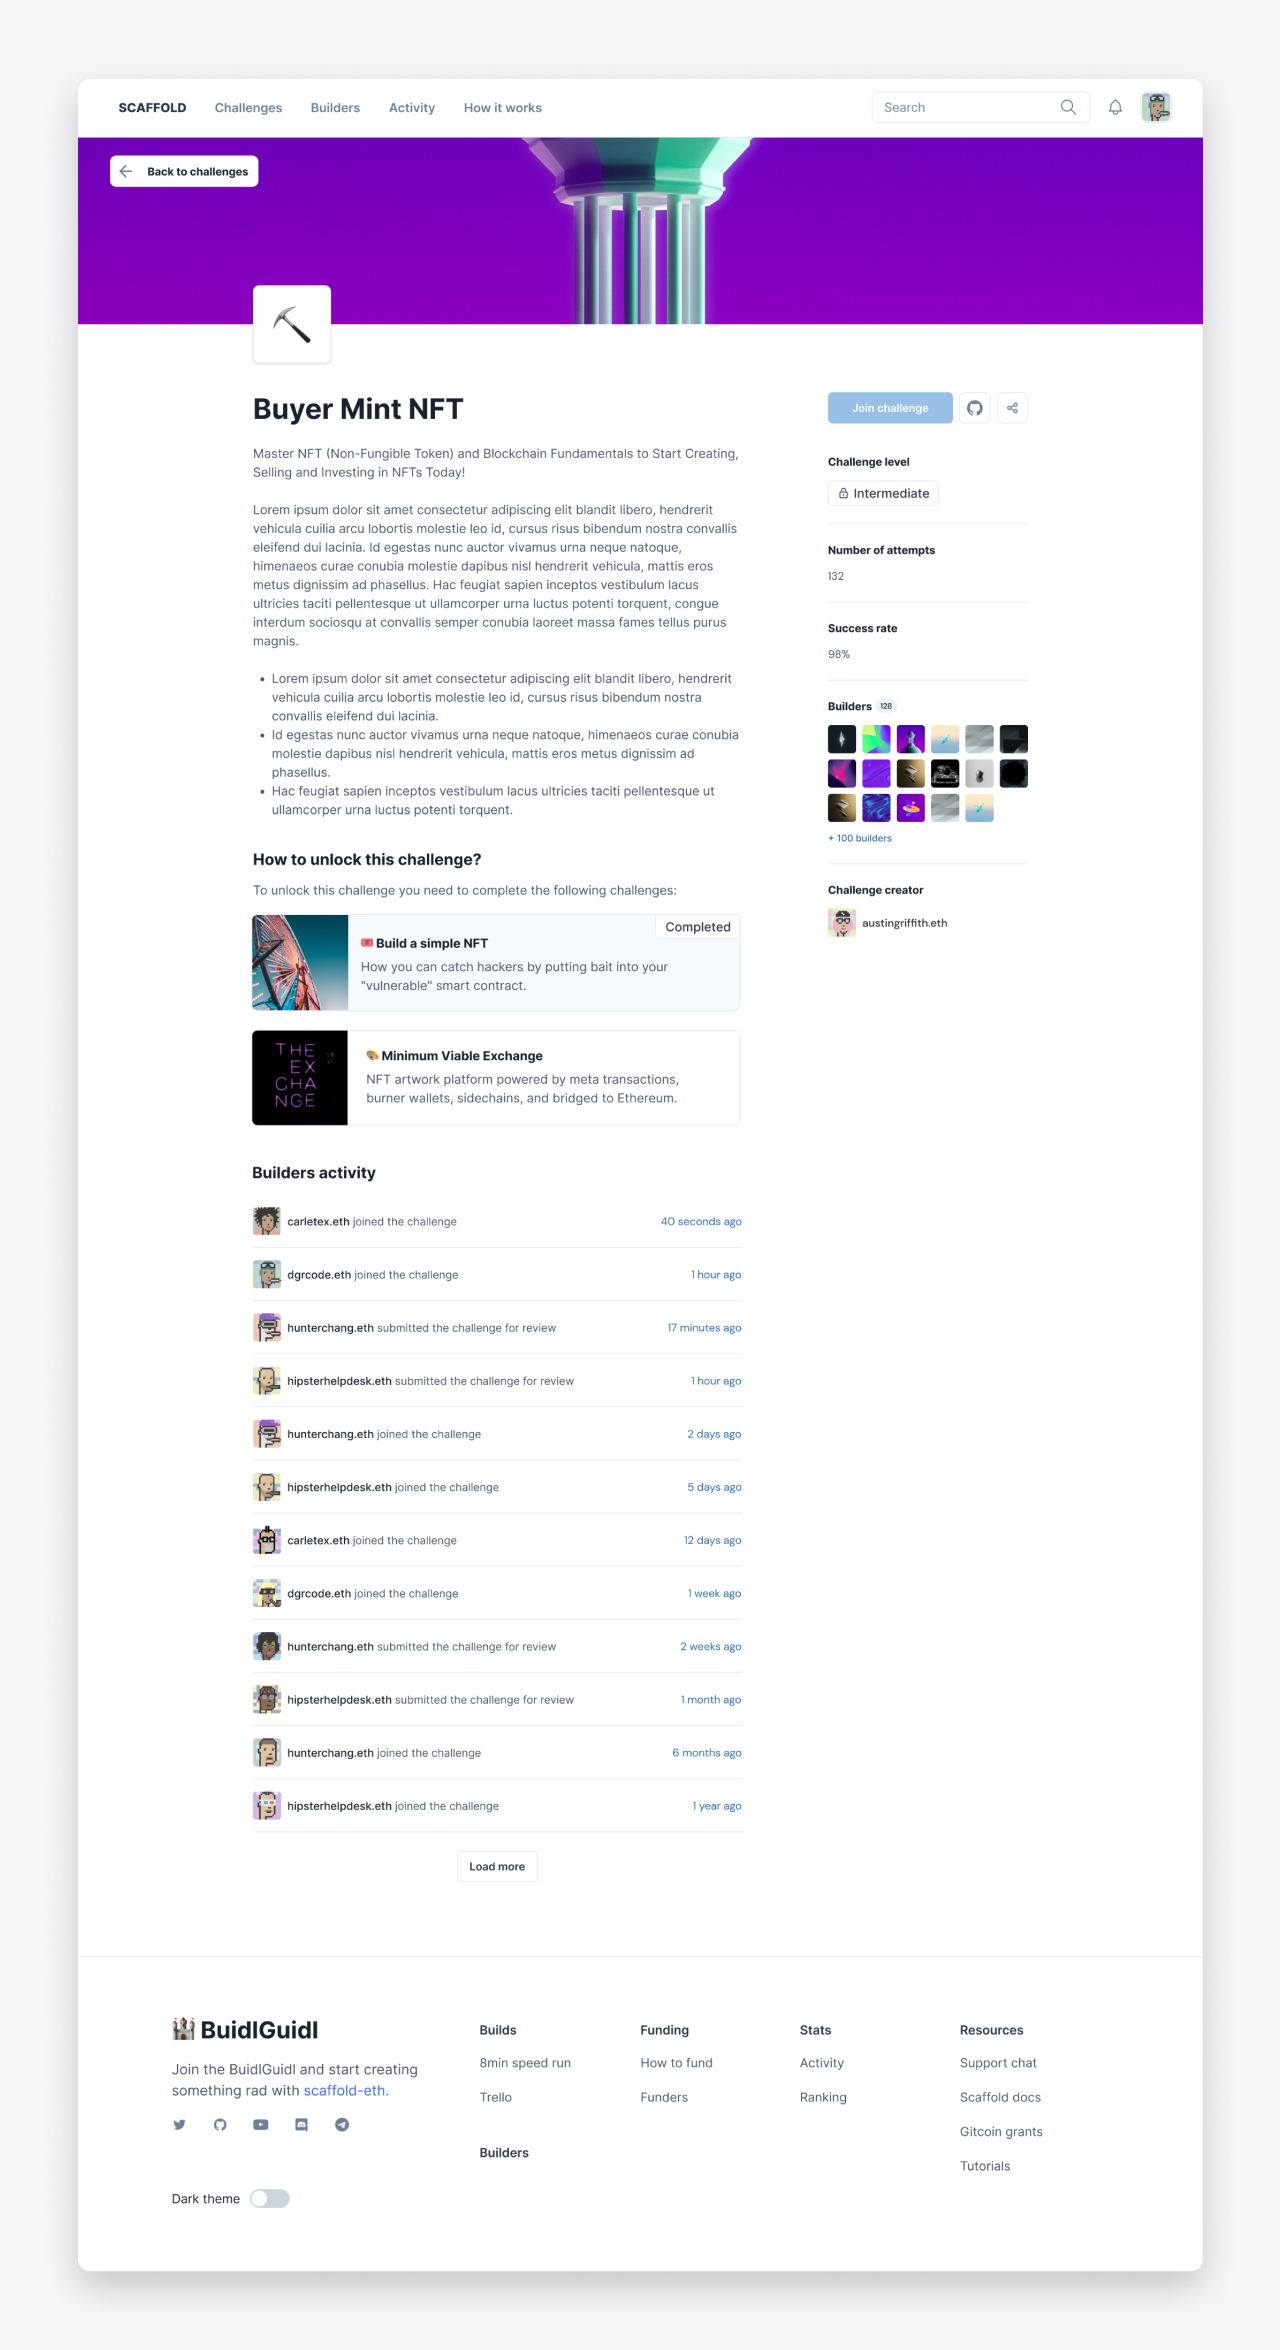 SCAFFOLD Challenges Builders Activity How it works Search
Back to challenges
Buyer Mint NFT
Master NFT (Non-Fungible Token) and Blockchain Fundamentals to Start Creating,
Selling and Investing in NFTs Today!
Lorem ipsum dolor sit amet consectetur adipiscing elit blandit libero, hendrerit
vehicula cuilia arcu lobortis molestie leo id, cursus risus bibendum nostra convallis
eleifend dui lacinia. Id egestas nunc auctor vivamus urna neque natoque,
himenaeos curae conubia molestie dapibus nisl hendrerit vehicula, mattis eros
metus dignissim ad phasellus. Hac feugiat sapien inceptos vestibulum lacus
ultricies taciti pellentesque ut ullamcorper urna luctus potenti torquent, congue
interdum sociosqu at convallis semper conubia laoreet massa fames tellus purus
magnis.
• Lorem ipsum dolor sit amet consectetur adipiscing elit blandit libero, hendrerit
vehicula cuilia arcu lobortis molestie leo id, cursus risus bibendum nostra
convallis eleifend dui lacinia.
• Id egestas nunc auctor vivamus urna neque natoque, himenaeos curae conubia
molestie dapibus nisl hendrerit vehicula, mattis eros metus dignissim ad
phasellus.
• Hac feugiat sapien inceptos vestibulum lacus ultricies taciti pellentesque ut
ullamcorper urna luctus potenti torquent.
How to unlock this challenge?
To unlock this challenge you need to complete the following challenges:
Completed
Build a simple NFT
How you can catch hackers by putting bait into your
"vulnerable" smart contract.
THE
EX
CHA
NGE
Minimum Viable Exchange
NFT artwork platform powered by meta transactions,
burner wallets, sidechains, and bridged to Ethereum.
Builders activity
carletex.eth joined the challenge 40 seconds ago
dgrcode.eth joined the challenge 1 hour ago
hunterchang.eth submitted the challenge for review 17 minutes ago
hipsterhelpdesk.eth submitted the challenge for review 1 hour ago
hunterchang.eth joined the challenge 2 days ago
hipsterhelpdesk.eth joined the challenge 5 days ago
carletex.eth joined the challenge 12 days ago
dgrcode.eth joined the challenge 1 week ago
hunterchang.eth submitted the challenge for review 2 weeks ago
hipsterhelpdesk.eth submitted the challenge for review 1 month ago
hunterchang.eth joined the challenge 6 months ago
hipsterhelpdesk.eth joined the challenge 1 year ago
Load more
Join challenge
Challenge level
Intermediate
Number of attempts
132
Success rate
98%
Builders 128
+ 100 builders
Challenge creator
austingriffith.eth
BuidlGuidl
Join the BuidlGuidl and start creating
something rad with scaffold-eth.
Dark theme
Builds
8min speed run
Trello
Builders
Funding
How to fund
Funders
Stats
Activity
Ranking
Resources
Support chat
Scaffold docs
Gitcoin grants
Tutorials